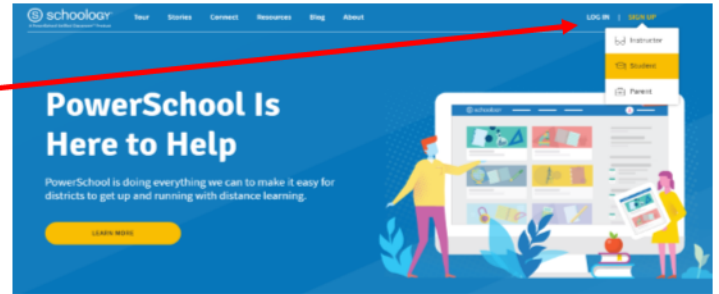 schoology
Tour Stories Connect Resources Blog About
LOG IN | SIGN UP
Instructor
Student
Parent
PowerSchool Is
Here to Help
PowerSchool is doing everything we can to make it easy for
districts to get up and running with distance learning.
LEARN MORE
schoology